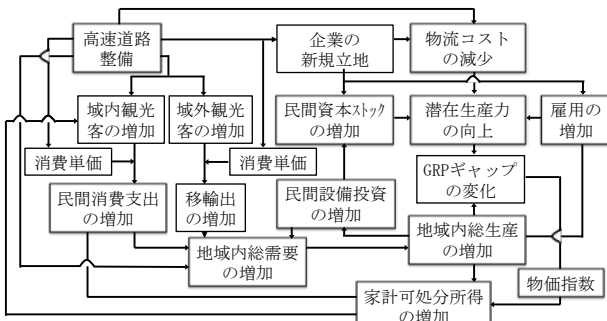 高速道路
整備
企業の
新規立地
物流コスト
の減少
域内観光
客の増加
域外観光
客の増加
民間資本ストック
の増加
潜在生産力
の向上
雇用の
増加
消費単価
消費単価
GRPギャップ
の変化
民間消費支出
の増加
移輸出
の増加
民間設備投資
の増加
地域内総需要
の増加
地域内総生産
の増加
物価指数
家計可処分所得
の増加